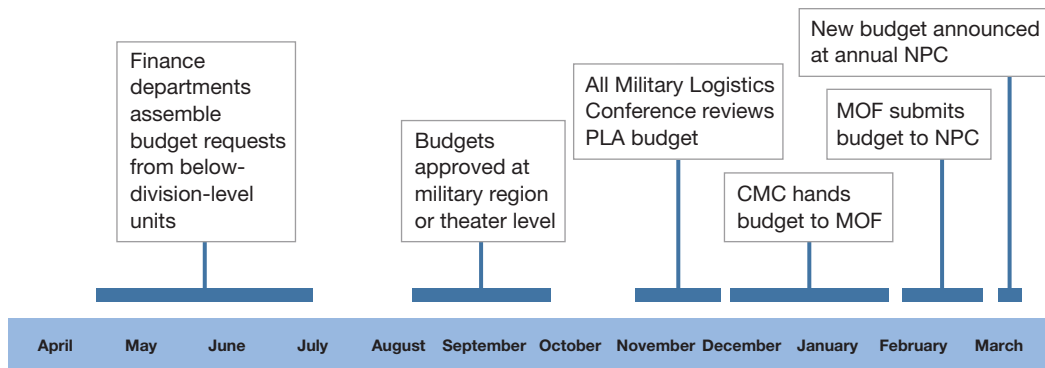 Finance
departments
assemble
budget requests
from below-
division-level
units
Budgets
approved at
military region
or theater level
All Military Logistics
Conference reviews
PLA budget
CMC hands
budget to MOF
MOF submits
budget to NPC
New budget announced
at annual NPC
April May June July August September October November December January February March